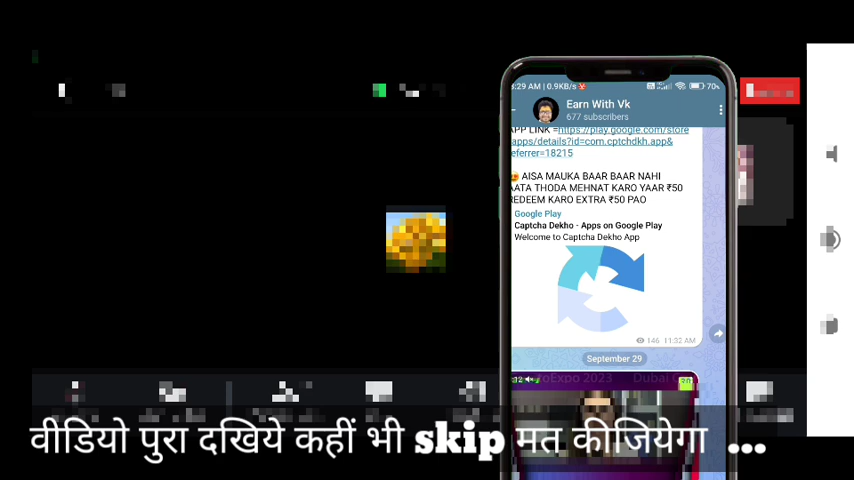 :29 AM | 0.9KB/s
70%
Earn With Vk
677 subscribers
APP LINK =https://play.google.com/store
/apps/details?id=com.cptchdkh.app&
referrer=18215
AISA MAUKA BAAR BAAR NAHI
AATA THODA MEHNAT KARO YAAR ₹50
REDEEM KARO EXTRA ₹50 PAO
Google Play
Captcha Dekho - Apps on Google Play
Welcome to Captcha Dekho App
146 11:32 AM
September 29
oExpo 2023 Dubai
वीडियो पुरा दखिये कहीं भी skip मत कीजियेगा ...